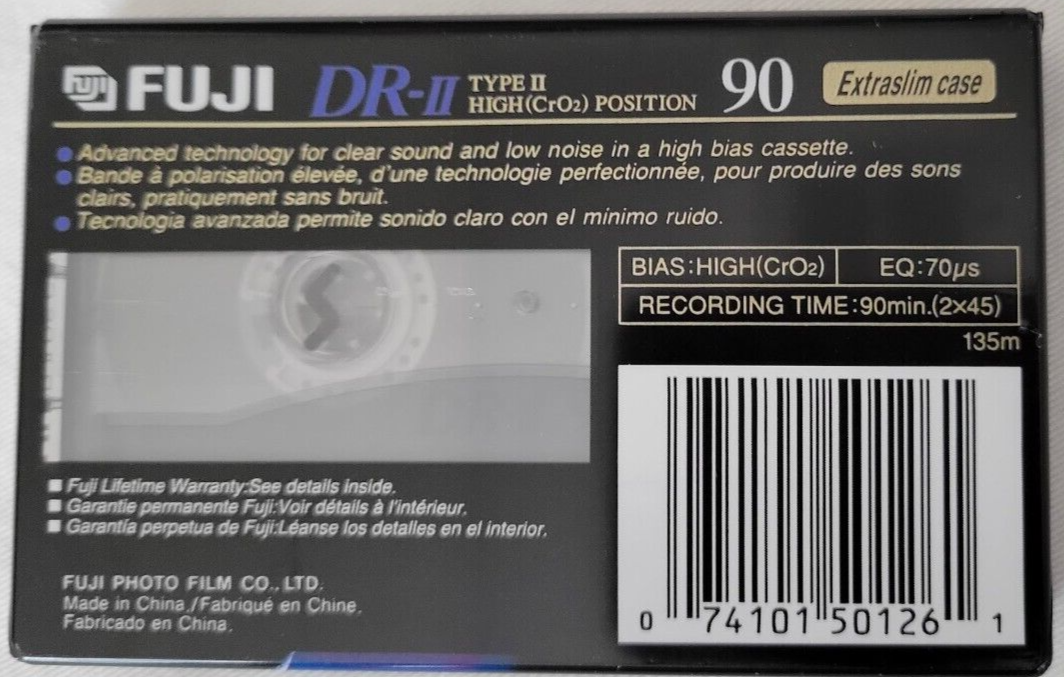 FUJI FUJI DR-II TYPE II 90 Extraslim case
HIGH(CrO2) POSITION
● Advanced technology for clear sound and low noise in a high bias cassette.
● Bande à polarisation élevée, d'une technologie perfectionnée, pour produire des sons
clairs, pratiquement sans bruit.
● Tecnologia avanzada permite sonido claro con el mínimo ruido.
BIAS:HIGH(CrO2) EQ:70µs
RECORDING TIME:90min.(2×45)
135m
■ Fuji Lifetime Warranty:See details inside.
■ Garantie permanente Fuji:Voir détails à l'intérieur.
■ Garantía perpetua de Fuji:Léanse los detalles en el interior.
FUJI PHOTO FILM CO., LTD.
Made in China./Fabriqué en Chine.
Fabricado en China.
0 74101 50126 1